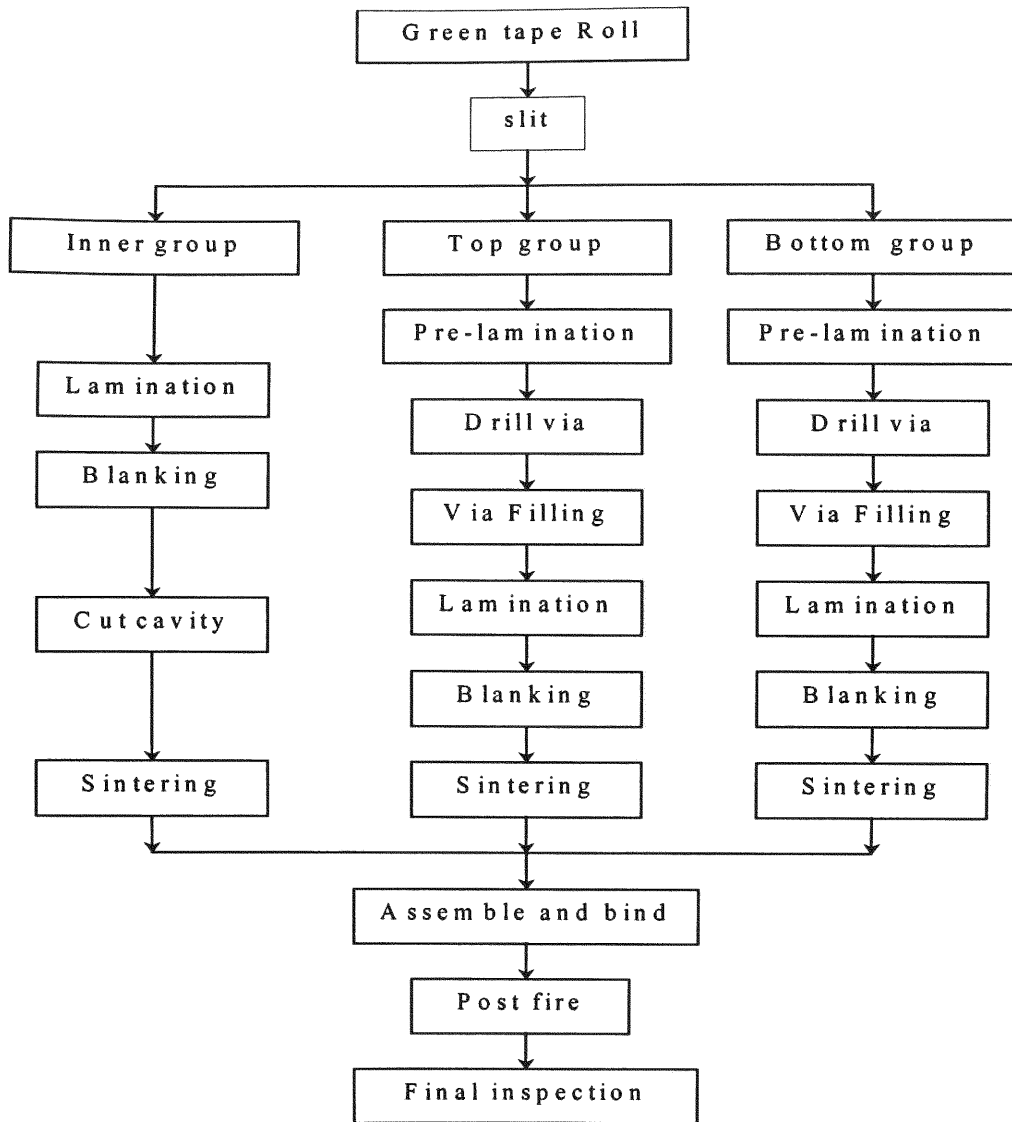 Green tape Roll
slit
Inner group
Top group
Bottom group
Pre-lamination
Pre-lamination
Lamination
Drill via
Drill via
Blanking
Via Filling
Via Filling
Cut cavity
Lamination
Lamination
Blanking
Blanking
Sintering
Sintering
Sintering
Assemble and bind
Post fire
Final inspection